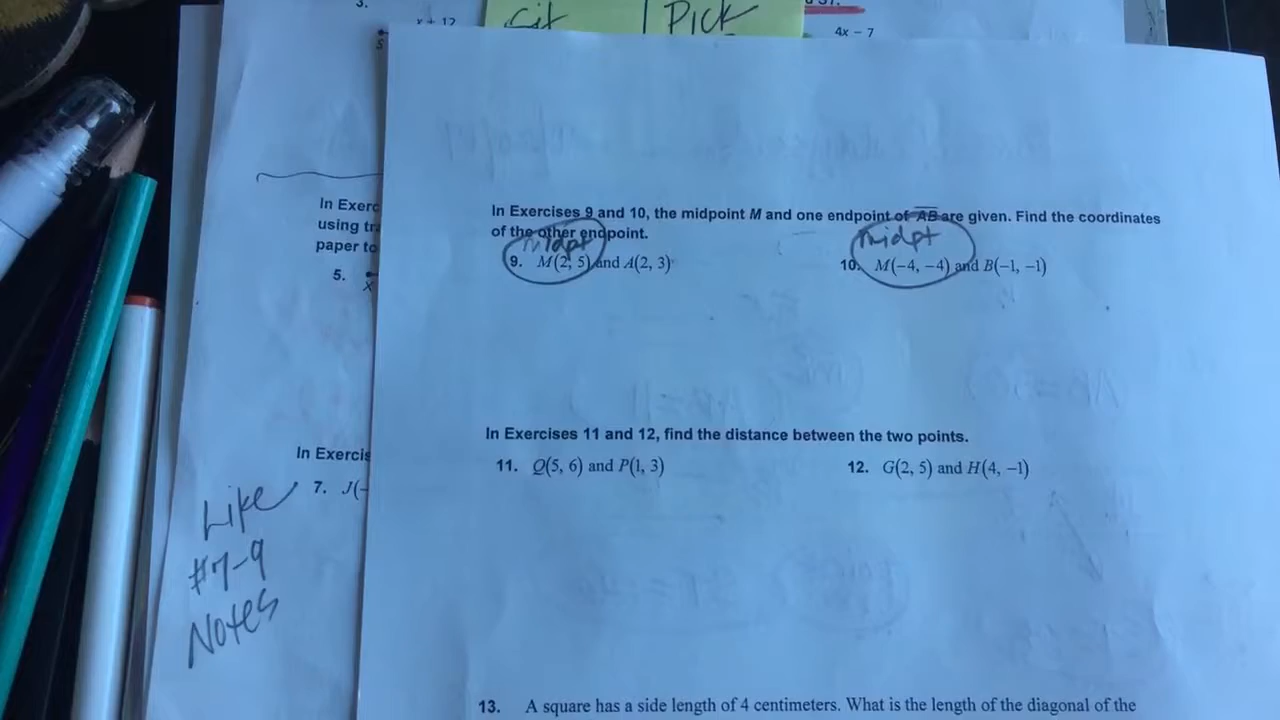 3.
x + 12
S
Pick
4x − 7
In Exerc
using tra
paper to
5.
X
In Exercises 9 and 10, the midpoint M and one endpoint of AB are given. Find the coordinates
of the other endpoint.
midpt
midpt
9. M(2, 5) and A(2, 3)
10. M(−4, −4) and B(−1, −1)
In Exercises 11 and 12, find the distance between the two points.
11. Q(5, 6) and P(1, 3)
12. G(2, 5) and H(4, −1)
In Exercis
7. J(−
Like
#7-9
Notes
13. A square has a side length of 4 centimeters. What is the length of the diagonal of the